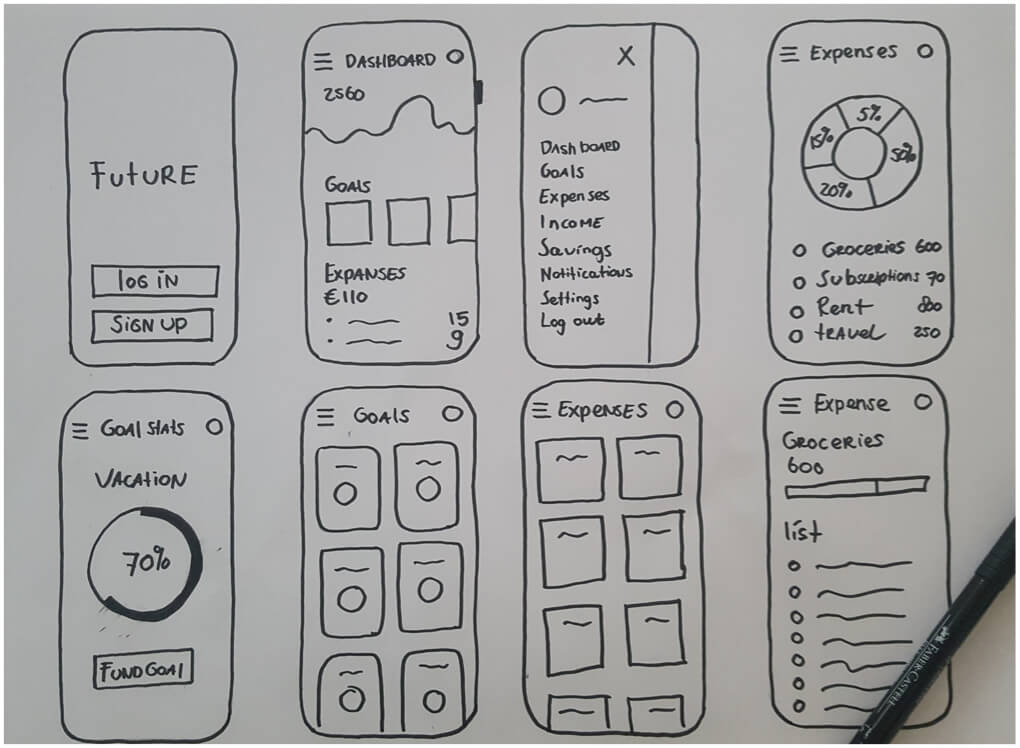 FUTURE
LOG IN
SIGN UP
DASHBOARD
2560
GOALS
EXPANSES
€110
15
9
X
Dashboard
Goals
Expenses
Income
Savings
Notifications
Settings
Log out
Expenses
5%
15%
50%
20%
Groceries 600
Subscriptions 70
Rent 800
travel 250
GOAL Stats
VACATION
70%
FUND GOAL
GOALS
EXPENSES
Expense
GROCERIES
600
list
FABER-CASTELL